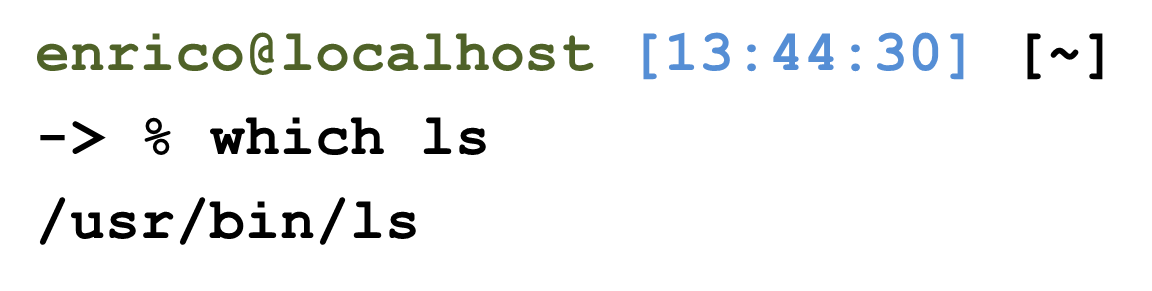 enrico@localhost [13:44:30] [~]
-> % which ls
/usr/bin/ls